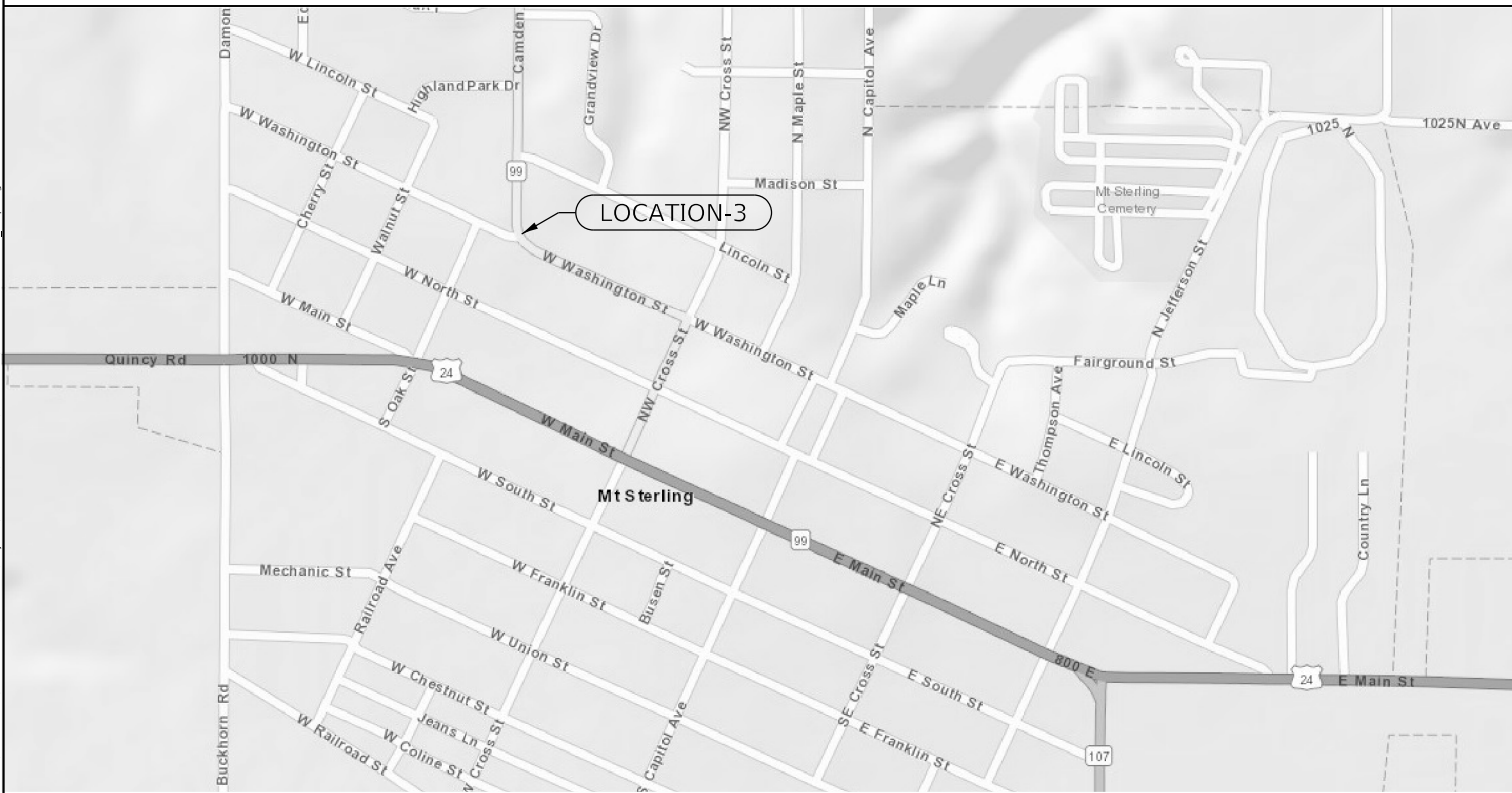 Damon
Camden
Grandview Dr
NW Cross St
N Maple St
N Capitol Ave
W Lincoln St
Highland Park Dr
W Washington St
1025 N
1025N Ave
99
Cherry St
Walnut St
Madison St
Mt Sterling
Cemetery
LOCATION-3
Lincoln St
W Washington St
W North St
N Jefferson St
Maple Ln
W Main St
W Washington St
Quincy Rd
1000 N
24
NW Cross St
Fairground St
S Oak St
Thompson Ave
W Main St
E Lincoln St
W South St
Mt Sterling
NE Cross St
E Washington St
Country Ln
99
E Main St
E North St
Mechanic St
Railroad Ave
W Franklin St
Busen St
W Union St
800 E
W Chestnut St
SE Cross St
E South St
24
E Main St
Buckhorn Rd
Jeans Ln
W Coline St
W Railroad St
W Cross St
S Capitol Ave
E Franklin St
107